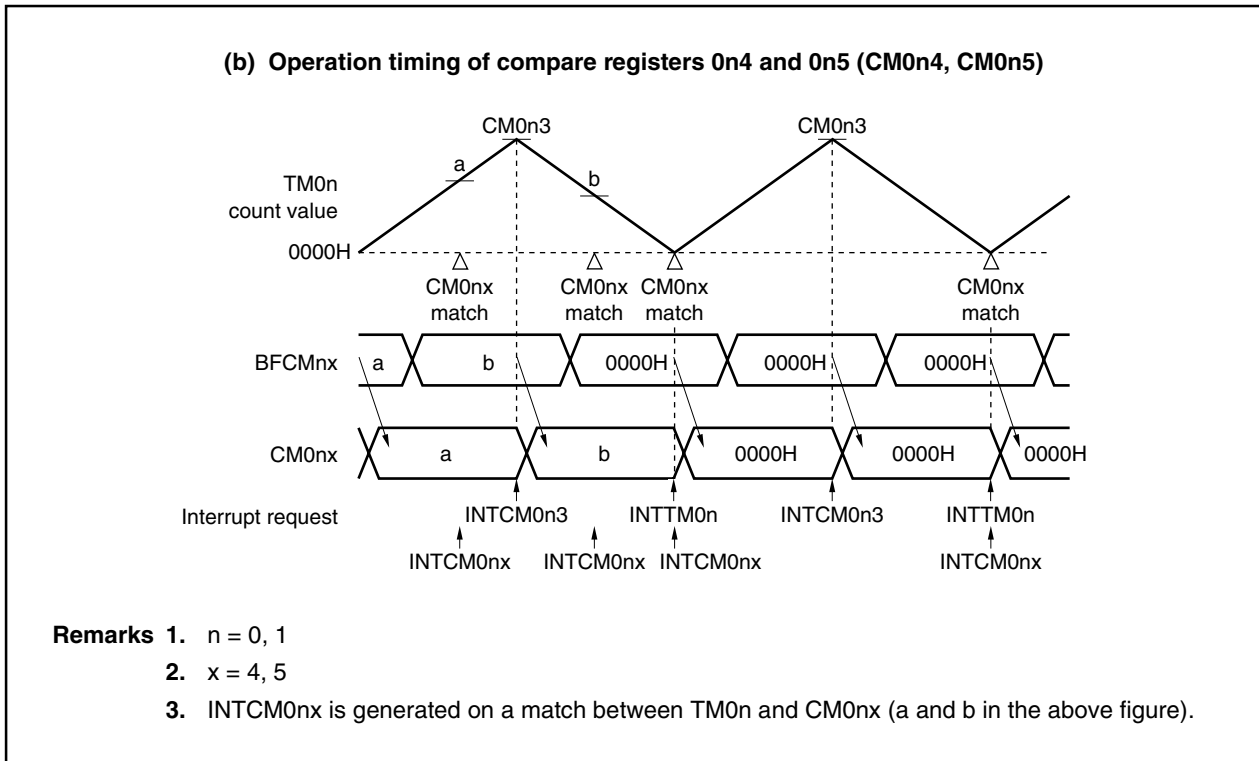 (b) Operation timing of compare registers 0n4 and 0n5 (CM0n4, CM0n5)
CM0n3 CM0n3
a
b
TM0n
count value
0000H
CM0nx CM0nx CM0nx CM0nx
match match match match
BFCMnx a b 0000H 0000H 0000H
CM0nx a b 0000H 0000H 0000H
Interrupt request INTCM0n3 INTTM0n INTCM0n3 INTTM0n
INTCM0nx INTCM0nx INTCM0nx INTCM0nx
Remarks 1. n = 0, 1
2. x = 4, 5
3. INTCM0nx is generated on a match between TM0n and CM0nx (a and b in the above figure).